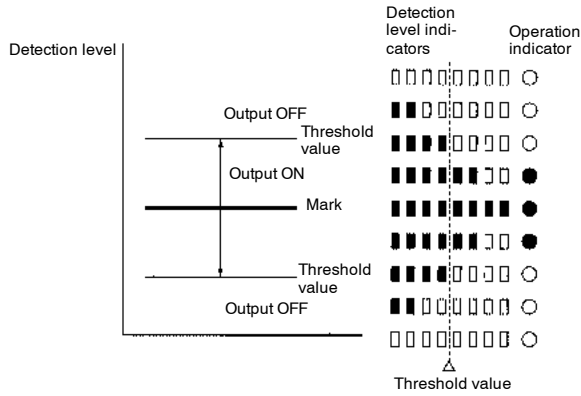 Detection
level indi-
cators
Operation
indicator
Detection level
Output OFF
Threshold
value
Output ON
Mark
Threshold
value
Output OFF
Threshold value